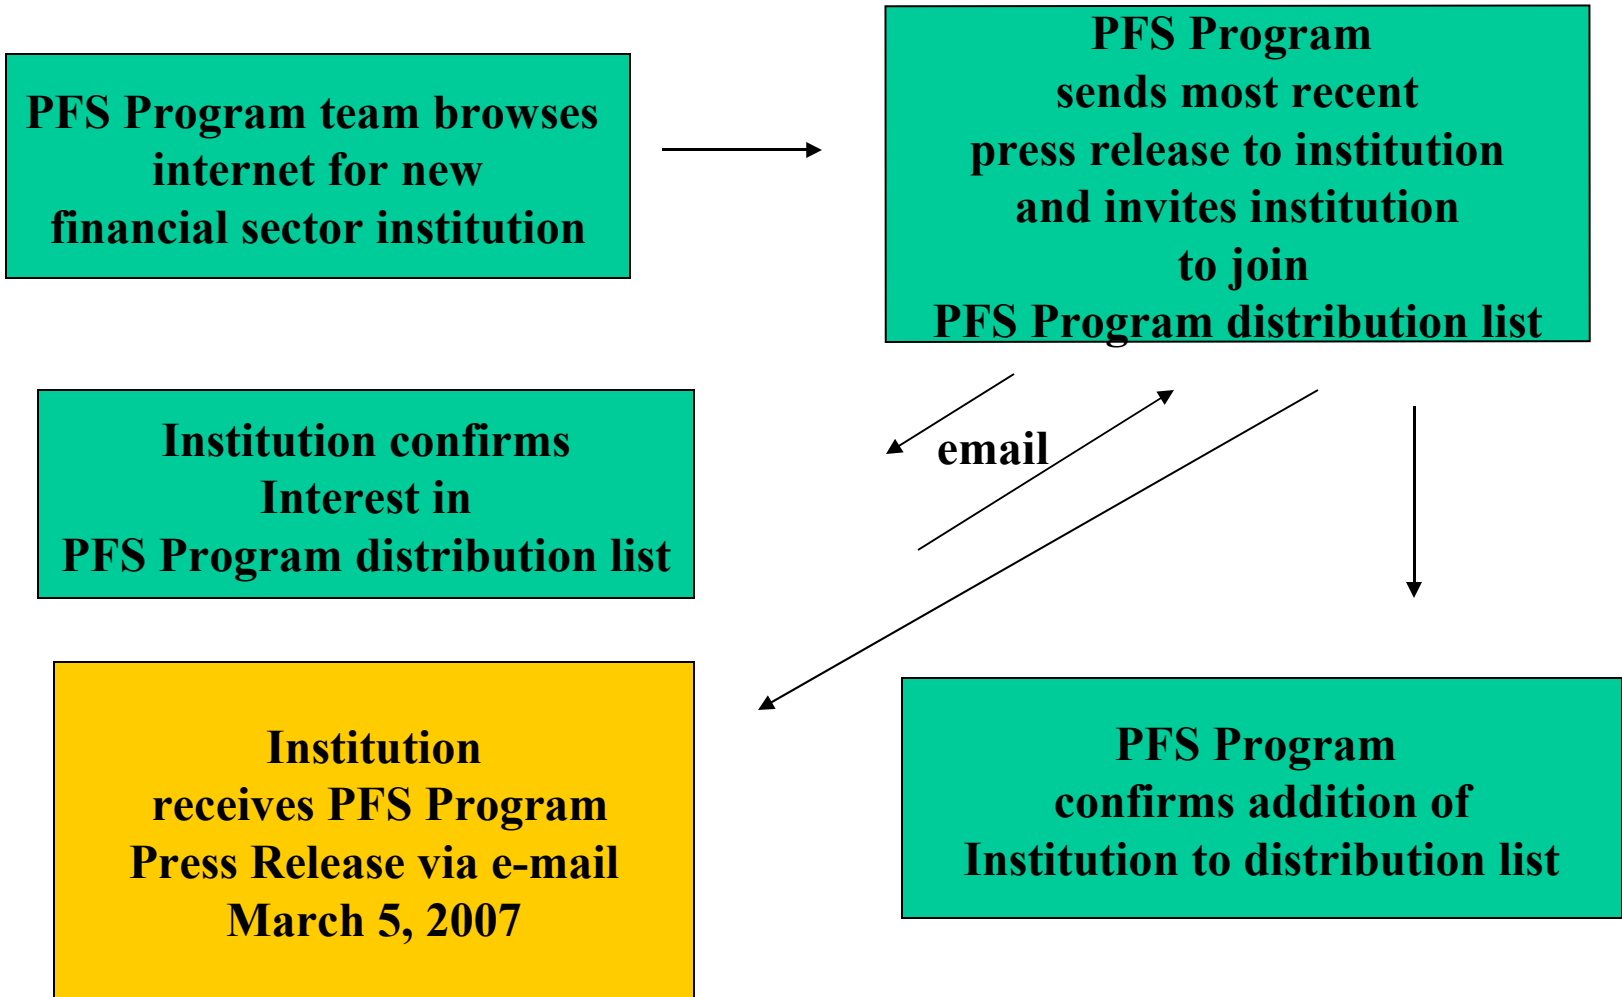 PFS Program team browses
internet for new
financial sector institution
PFS Program
sends most recent
press release to institution
and invites institution
to join
PFS Program distribution list
Institution confirms
Interest in
PFS Program distribution list
email
Institution
receives PFS Program
Press Release via e-mail
March 5, 2007
PFS Program
confirms addition of
Institution to distribution list